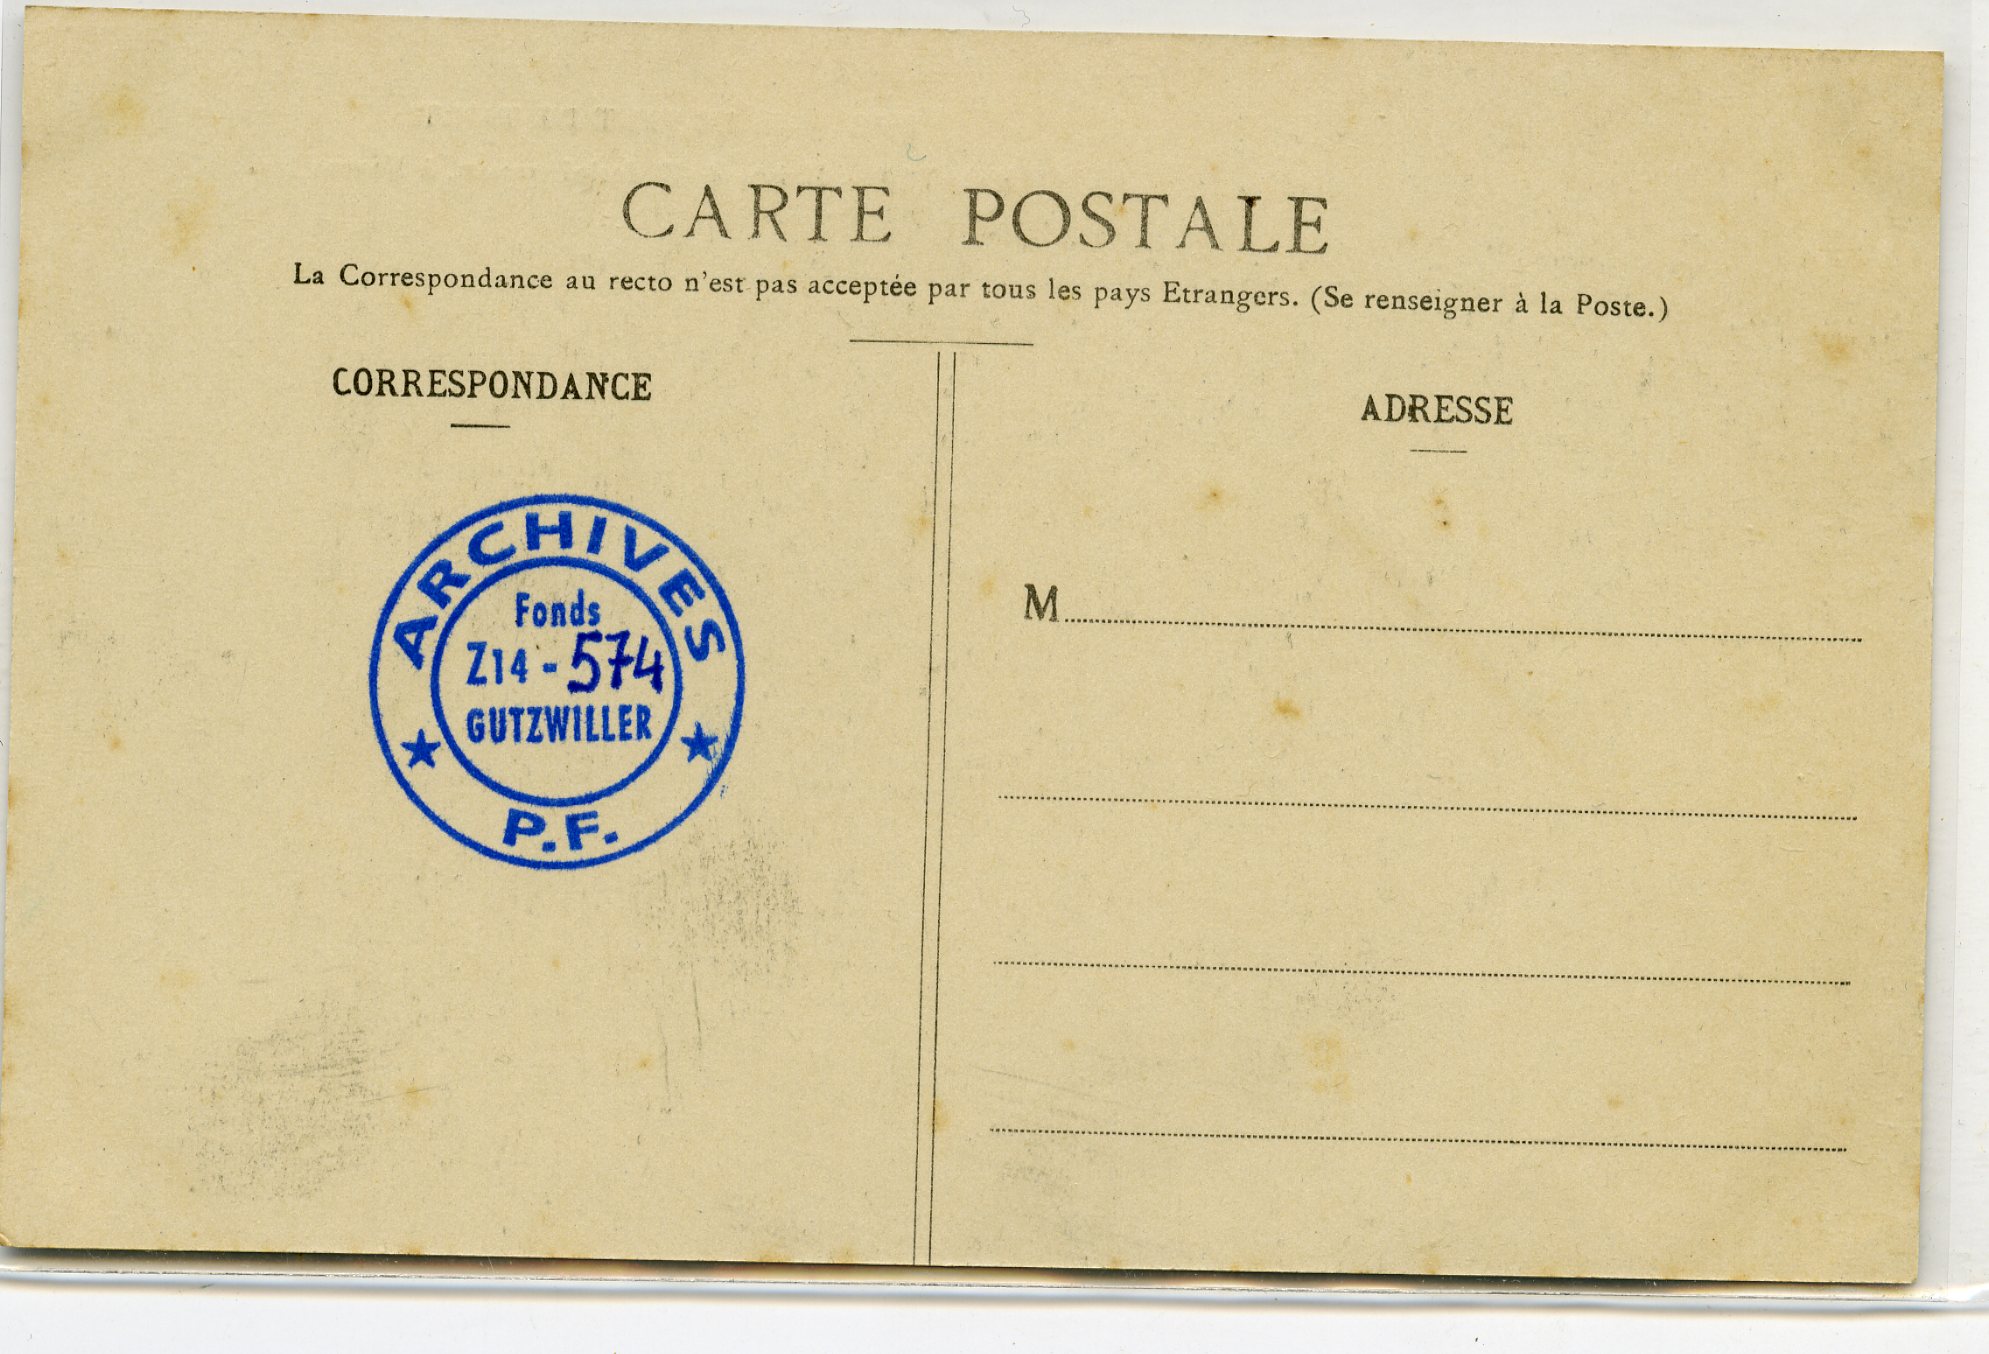 CARTE POSTALE
La Correspondance au recto n'est pas acceptée par tous les pays Etrangers. (Se renseigner à la Poste.)
CORRESPONDANCE
ADRESSE
M
ARCHIVES
Fonds
Z14 - 574
GUTZWILLER
★ ★
P.F.